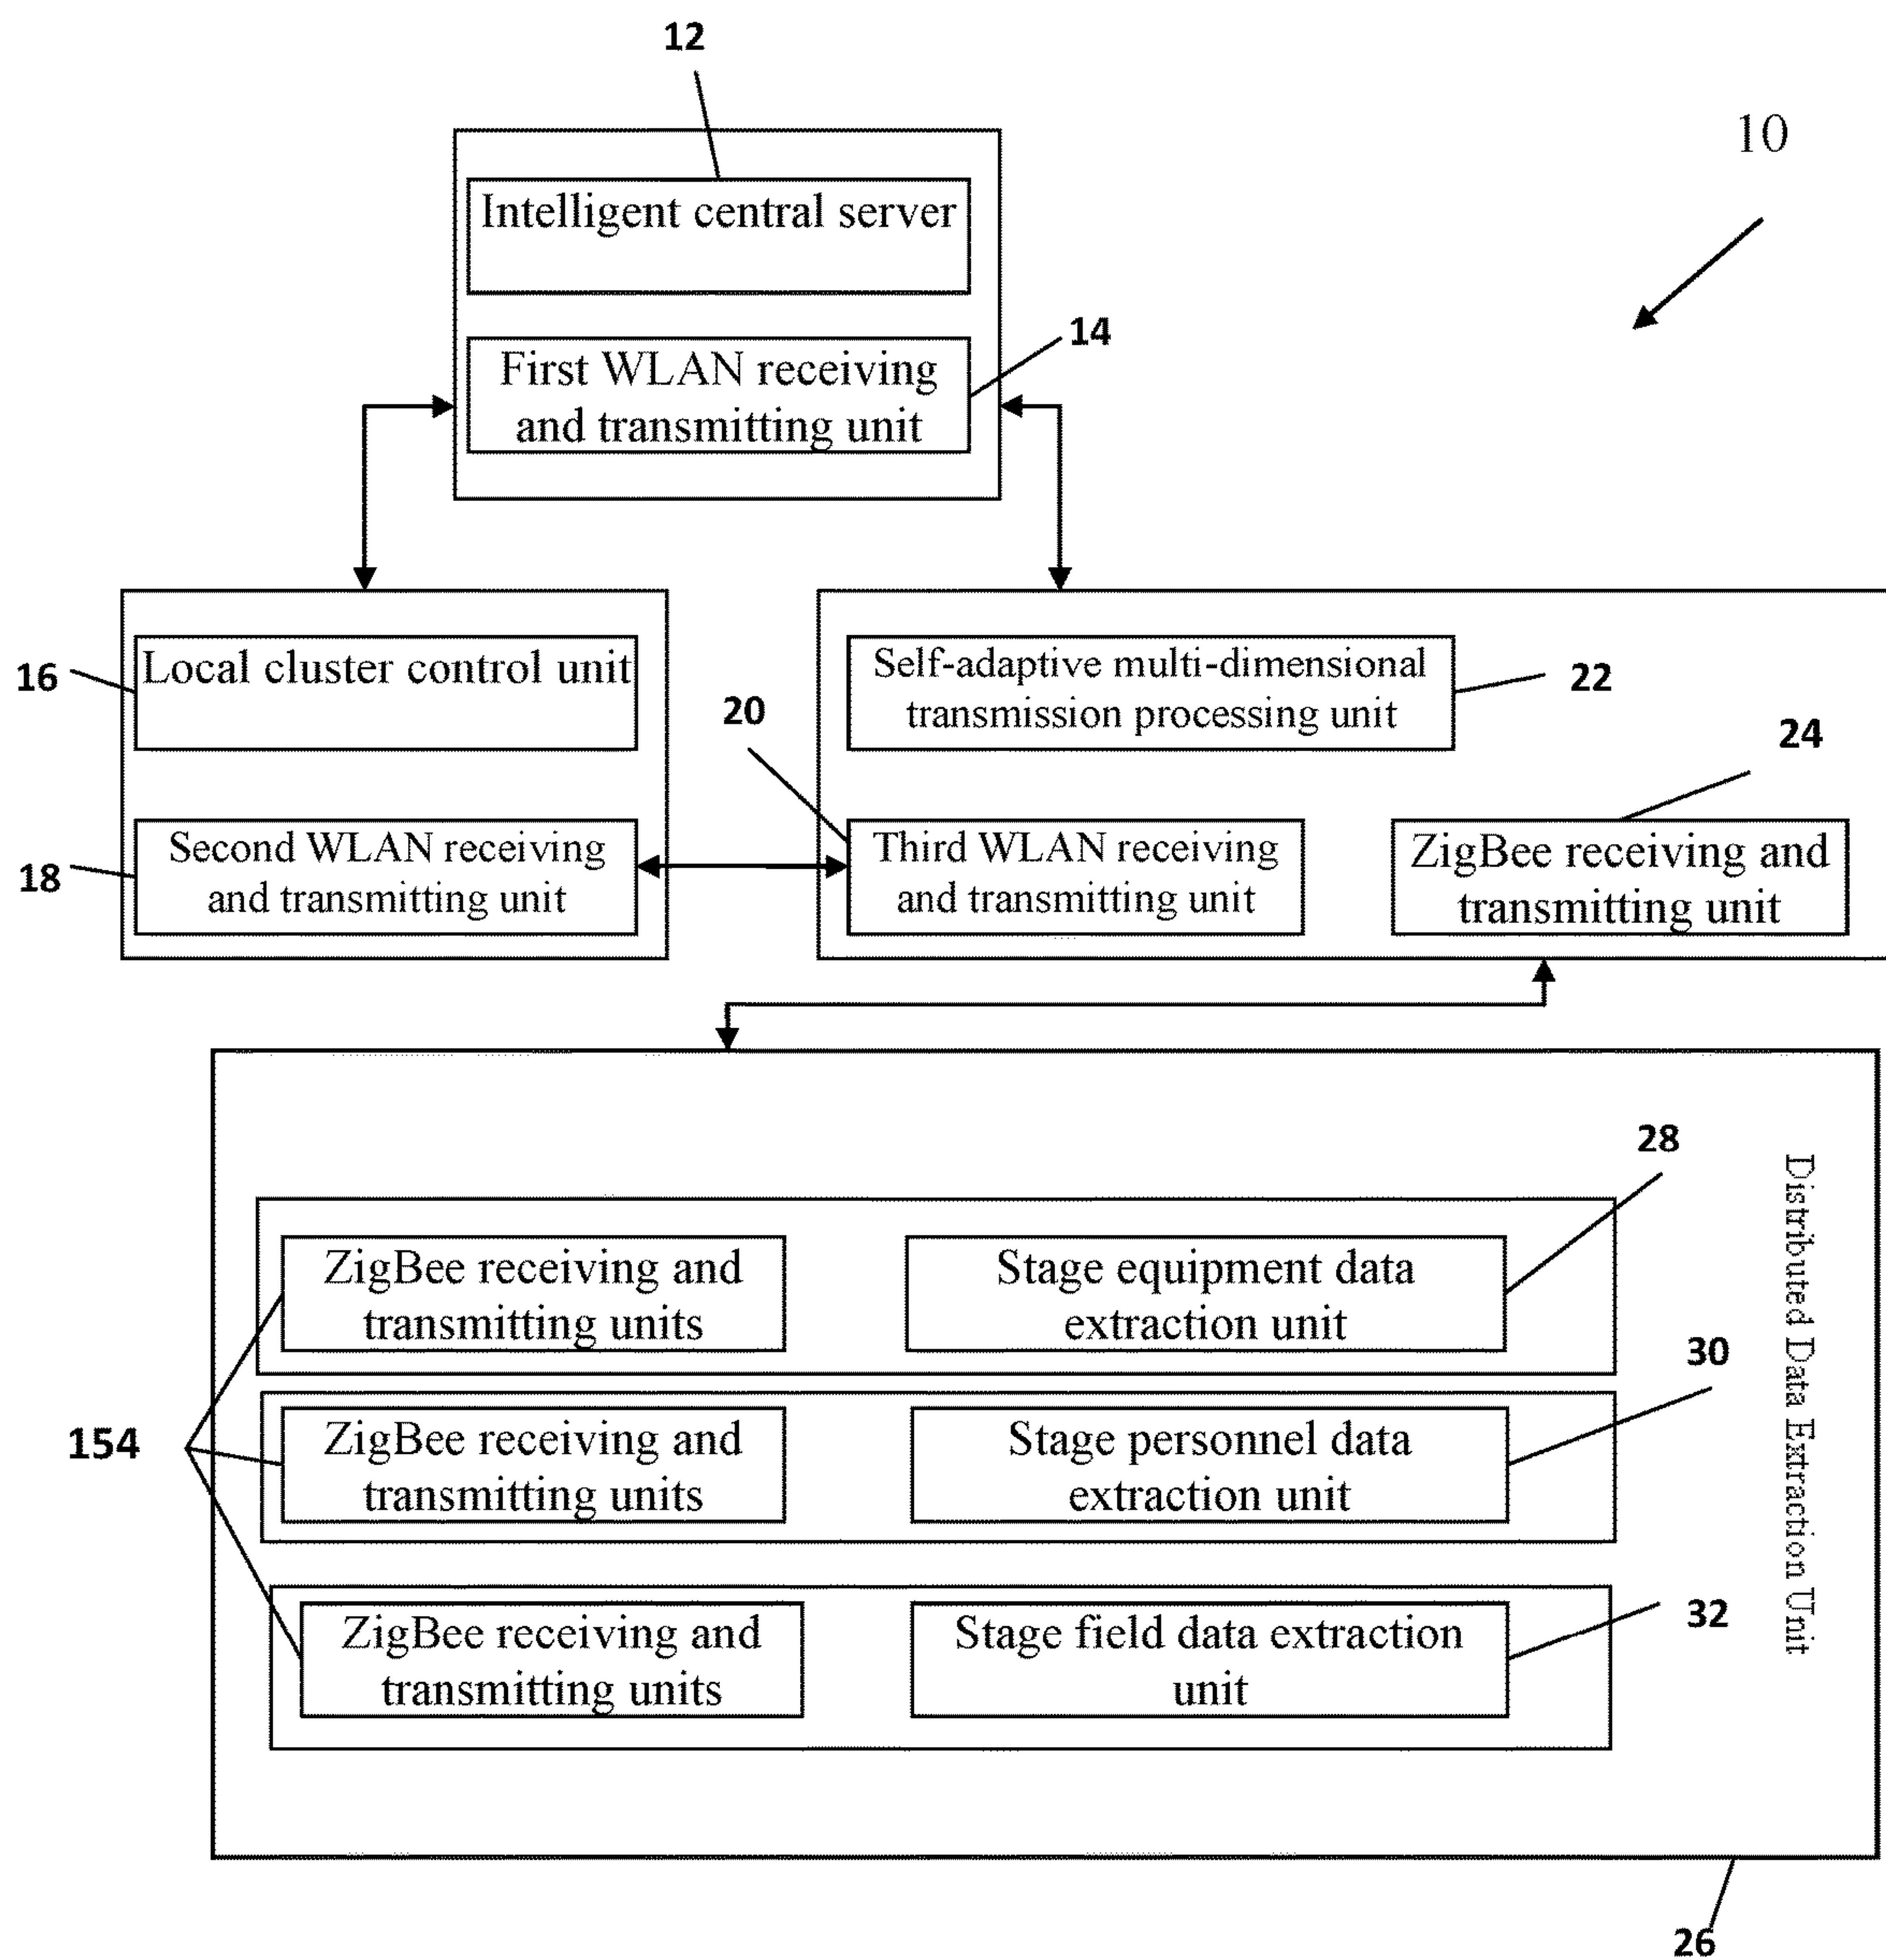 12
10
Intelligent central server
14
First WLAN receiving
and transmitting unit
16
Local cluster control unit
20
Self-adaptive multi-dimensional
transmission processing unit
22
24
18
Second WLAN receiving
and transmitting unit
Third WLAN receiving
and transmitting unit
ZigBee receiving and
transmitting unit
28
ZigBee receiving and
transmitting units
Stage equipment data
extraction unit
30
154
ZigBee receiving and
transmitting units
Stage personnel data
extraction unit
32
ZigBee receiving and
transmitting units
Stage field data extraction
unit
Distributed Data Extraction Unit
26